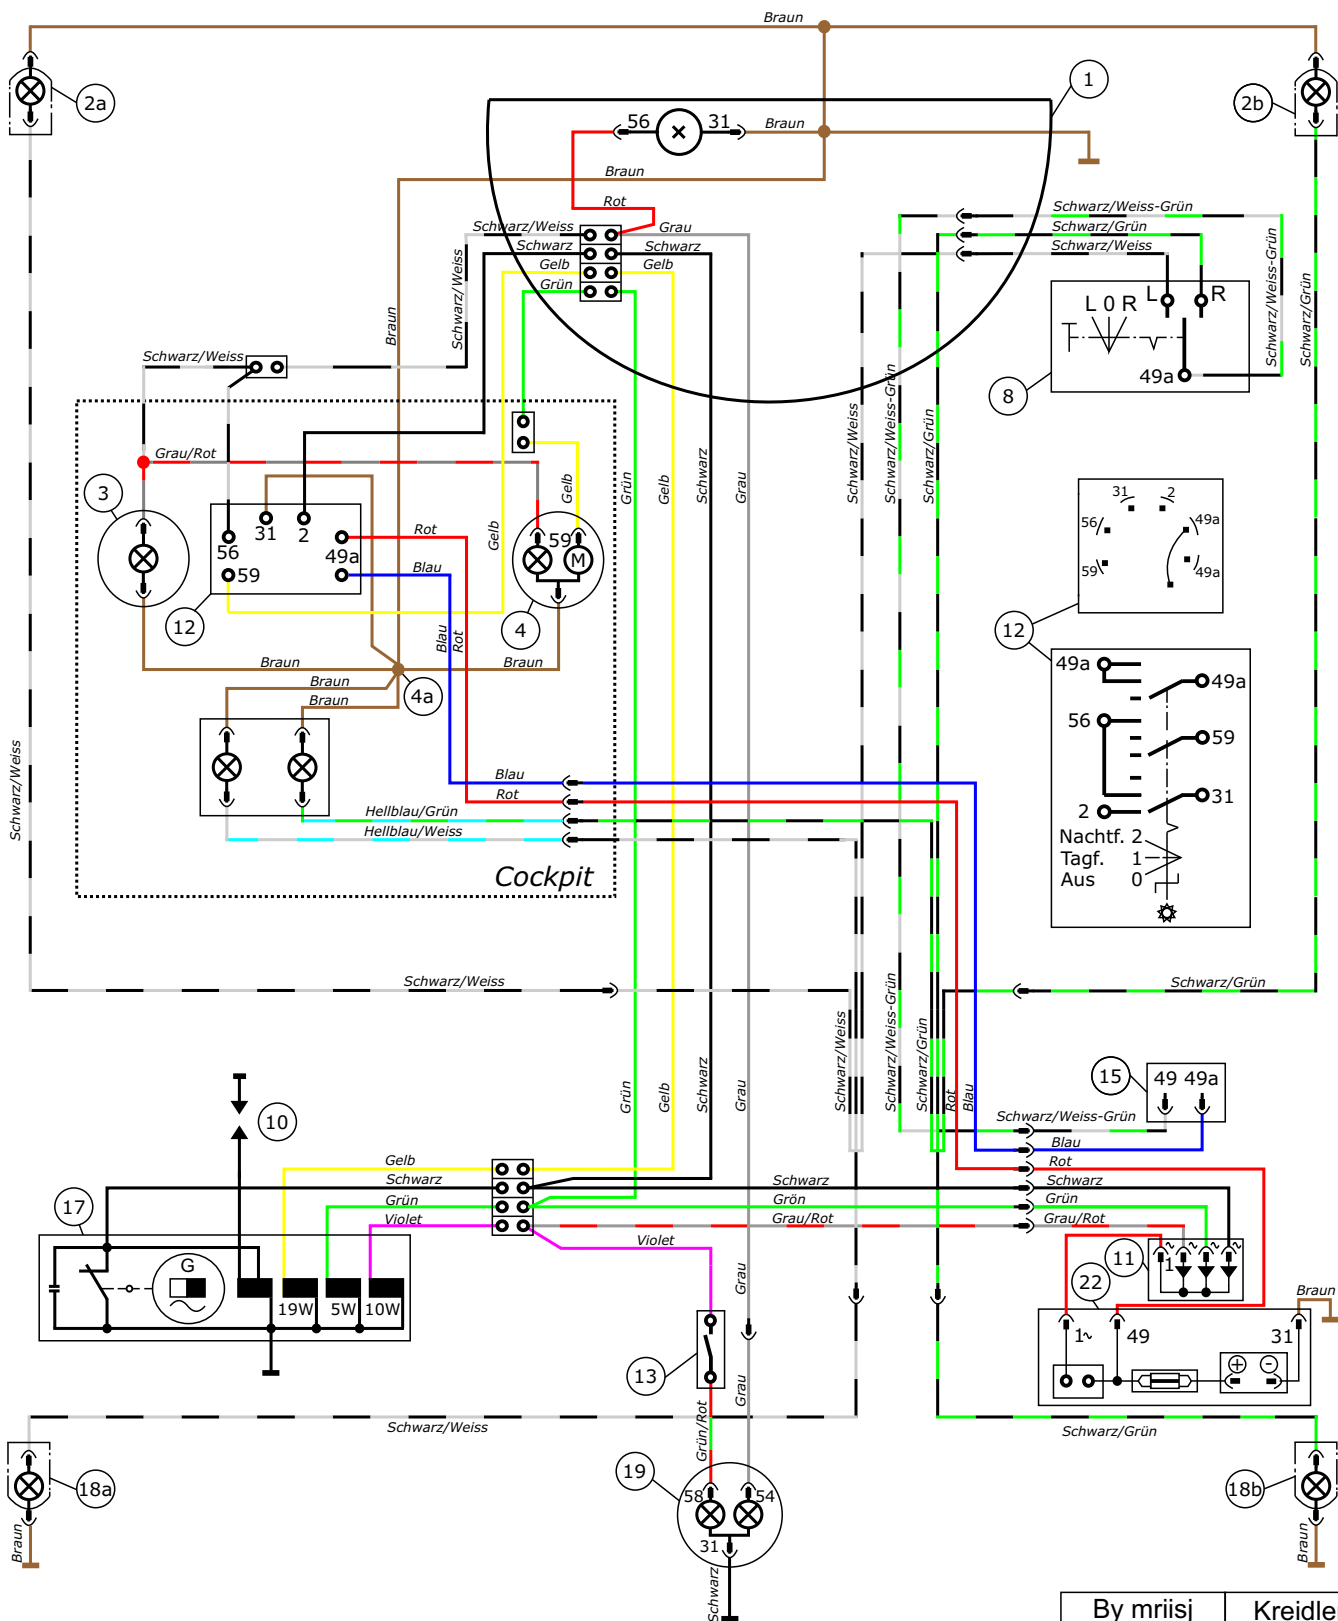 Braun
2a
1
2b
56
31
Braun
Braun
Rot
Schwarz/Weiss
Grau
Schwarz
Schwarz
Gelb
Gelb
Grün
Schwarz/Weiss-Grün
Schwarz/Grün
Schwarz/Weiss
L
R
L 0 R
49a
8
Schwarz/Weiss-Grün
Schwarz/Grün
Schwarz/Weiss
Braun
Schwarz/Weiss
Grau/Rot
3
56
31
2
49a
59
12
Rot
Blau
Gelb
59
M
4
Gelb
Grün
Gelb
Schwarz
Grau
Schwarz/Weiss
Schwarz/Weiss-Grün
Schwarz/Grün
31
2
56
49a
59
49a
12
Blau
Rot
Braun
Braun
4a
Braun
Braun
49a
49a
56
59
2
31
Nachtf. 2
Tagf. 1
Aus 0
Blau
Rot
Hellblau/Grün
Hellblau/Weiss
Cockpit
Schwarz/Weiss
Schwarz/Weiss
Schwarz/Grün
Grün
Gelb
Schwarz
Grau
Schwarz/Weiss
Schwarz/Weiss-Grün
Schwarz/Grün
Rot
Blau
15
49 49a
10
Schwarz/Weiss-Grün
Blau
Gelb
Rot
Schwarz
Schwarz
Schwarz
Grün
Grön
Grün
Violet
Grau/Rot
Grau/Rot
Violet
17
G
19W
5W
10W
Grau
11
1
~
~
~
~
22
1~
49
31
Braun
+
-
13
Grau
Schwarz/Weiss
Grün/Rot
Schwarz/Grün
18a
19
58
54
31
18b
Braun
Schwarz
Braun
By mriisj
Kreidle